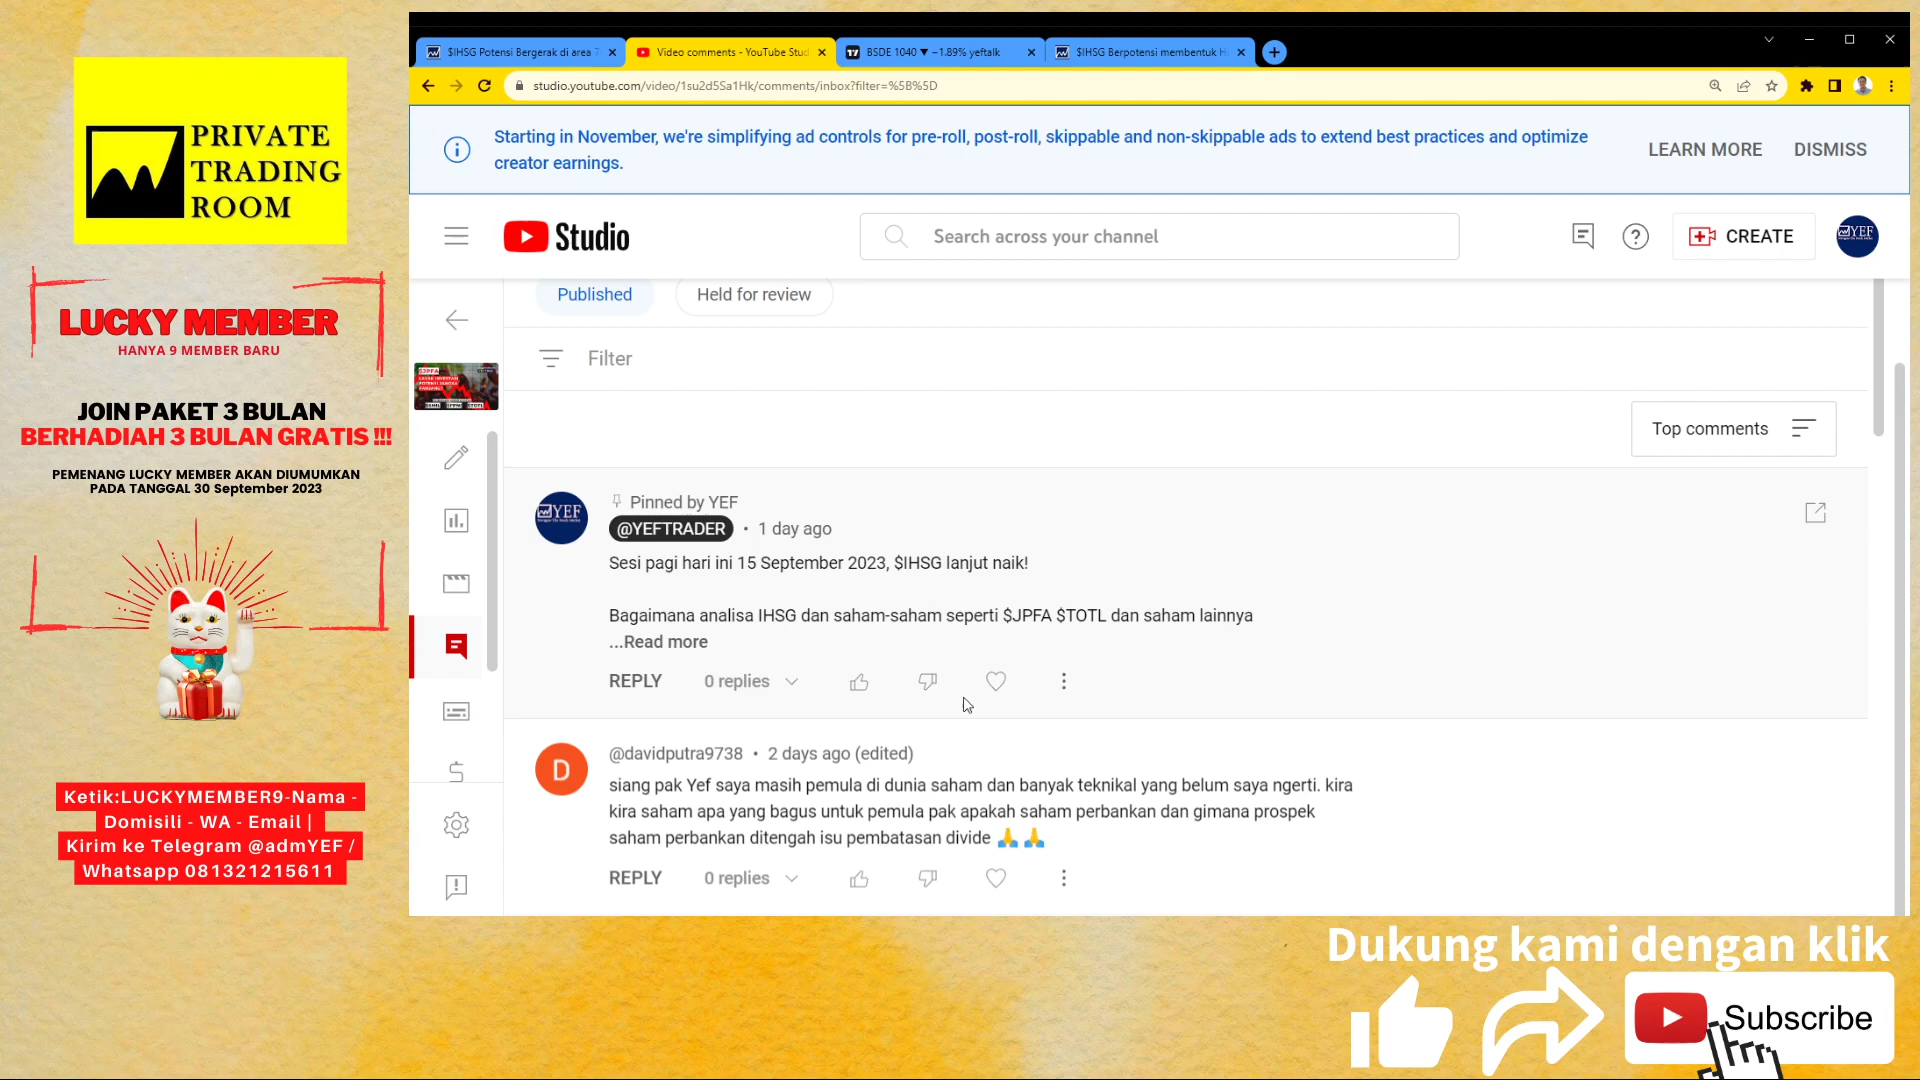 PRIVATE
TRADING
ROOM
LUCKY MEMBER
HANYA 9 MEMBER BARU
JOIN PAKET 3 BULAN
BERHADIAH 3 BULAN GRATIS !!!
PEMENANG LUCKY MEMBER AKAN DIUMUMKAN
PADA TANGGAL 30 September 2023
Ketik:LUCKYMEMBER9-Nama -
Domisili - WA - Email |
Kirim ke Telegram @admYEF /
Whatsapp 081321215611
$IHSG Potensi Bergerak di area 7
Video comments - YouTube Stud
BSDE 1040 ▼ −1.89% yeftalk
$IHSG Berpotensi membentuk H
studio.youtube.com/video/1su2d5Sa1Hk/comments/inbox?filter=%5B%5D
Starting in November, we're simplifying ad controls for pre-roll, post-roll, skippable and non-skippable ads to extend best practices and optimize
creator earnings.
LEARN MORE
DISMISS
Studio
Search across your channel
CREATE
YEF
Published
Held for review
Filter
$JPFA
Top comments
YEF
Pinned by YEF
@YEFTRADER • 1 day ago
Sesi pagi hari ini 15 September 2023, $IHSG lanjut naik!
Bagaimana analisa IHSG dan saham-saham seperti $JPFA $TOTL dan saham lainnya
...Read more
REPLY
0 replies
D
@davidputra9738 • 2 days ago (edited)
siang pak Yef saya masih pemula di dunia saham dan banyak teknikal yang belum saya ngerti. kira
kira saham apa yang bagus untuk pemula pak apakah saham perbankan dan gimana prospek
saham perbankan ditengah isu pembatasan divide 🙏 🙏
REPLY
0 replies
Dukung kami dengan klik
Subscribe